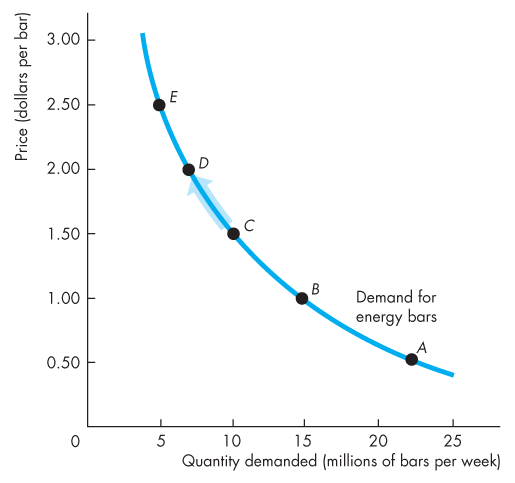 Price (dollars per bar)
3.00
2.50
2.00
1.50
1.00
0.50
E
D
C
B
A
Demand for
energy bars
0
5
10
15
20
25
Quantity demanded (millions of bars per week)